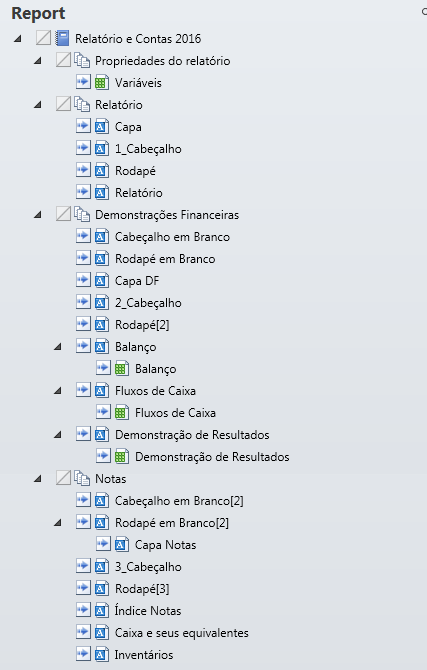 Report
Relatório e Contas 2016
Propriedades do relatório
Variáveis
Relatório
Capa
1_Cabeçalho
Rodapé
Relatório
Demonstrações Financeiras
Cabeçalho em Branco
Rodapé em Branco
Capa DF
2_Cabeçalho
Rodapé[2]
Balanço
Balanço
Fluxos de Caixa
Fluxos de Caixa
Demonstração de Resultados
Demonstração de Resultados
Notas
Cabeçalho em Branco[2]
Rodapé em Branco[2]
Capa Notas
3_Cabeçalho
Rodapé[3]
Índice Notas
Caixa e seus equivalentes
Inventários